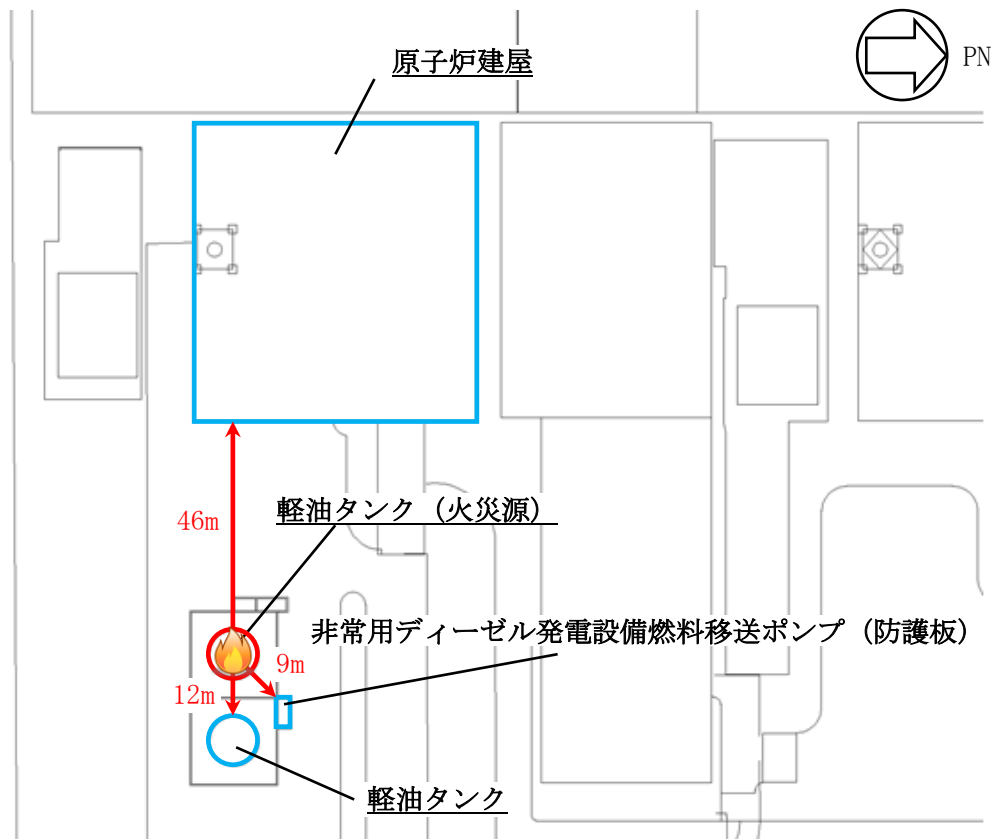 原子炉建屋
PN
46m
軽油タンク（火災源）
非常用ディーゼル発電設備燃料移送ポンプ（防護板）
9m
12m
軽油タンク